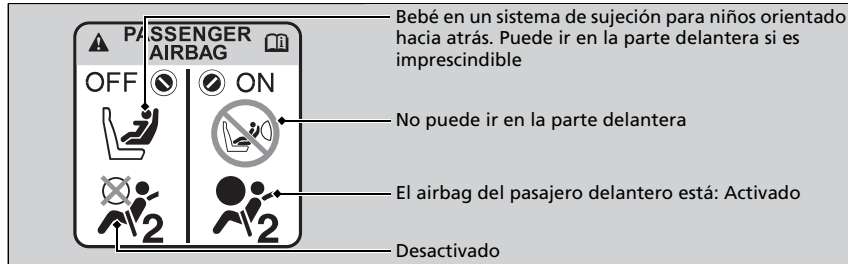 PASSENGER
AIRBAG
OFF ON
2 2
Bebé en un sistema de sujeción para niños orientado
hacia atrás. Puede ir en la parte delantera si es
imprescindible
No puede ir en la parte delantera
El airbag del pasajero delantero está: Activado
Desactivado